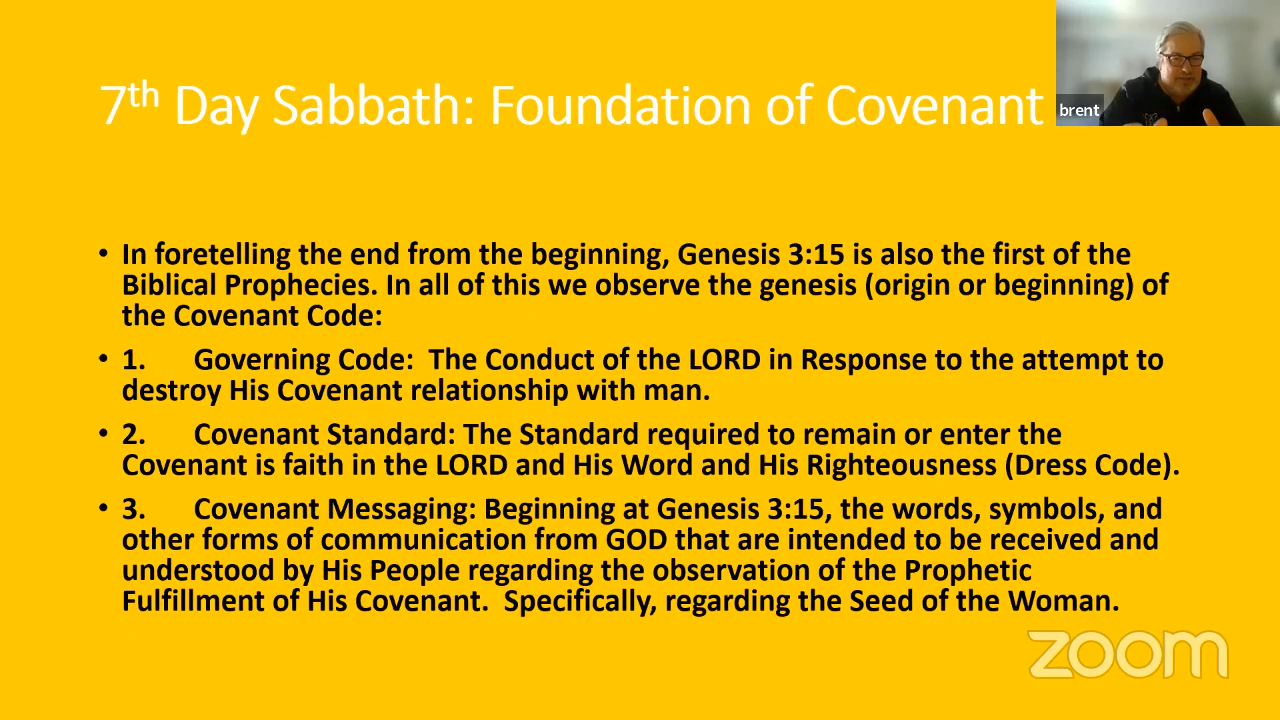 7th Day Sabbath: Foundation of Covenant
brent
• In foretelling the end from the beginning, Genesis 3:15 is also the first of the
Biblical Prophecies. In all of this we observe the genesis (origin or beginning) of
the Covenant Code:
• 1. Governing Code: The Conduct of the LORD in Response to the attempt to
destroy His Covenant relationship with man.
• 2. Covenant Standard: The Standard required to remain or enter the
Covenant is faith in the LORD and His Word and His Righteousness (Dress Code).
• 3. Covenant Messaging: Beginning at Genesis 3:15, the words, symbols, and
other forms of communication from GOD that are intended to be received and
understood by His People regarding the observation of the Prophetic
Fulfillment of His Covenant. Specifically, regarding the Seed of the Woman.
zoom